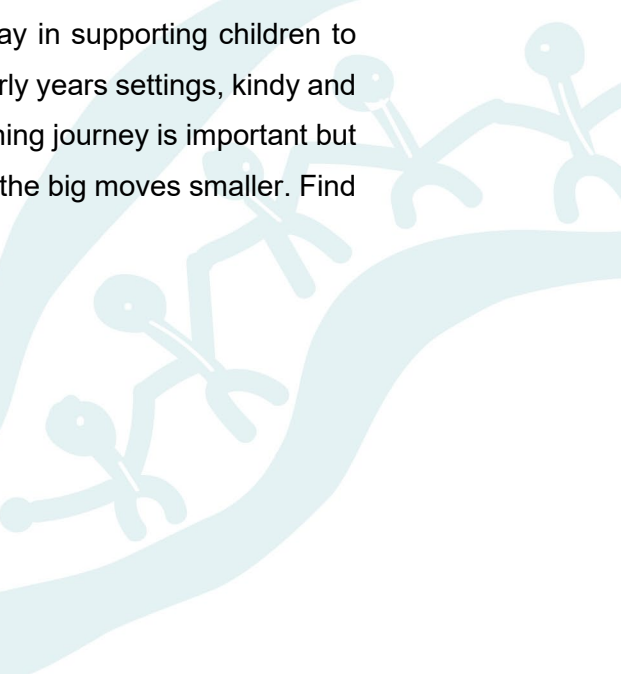 ay in supporting children to
rly years settings, kindy and
ning journey is important but
the big moves smaller. Find